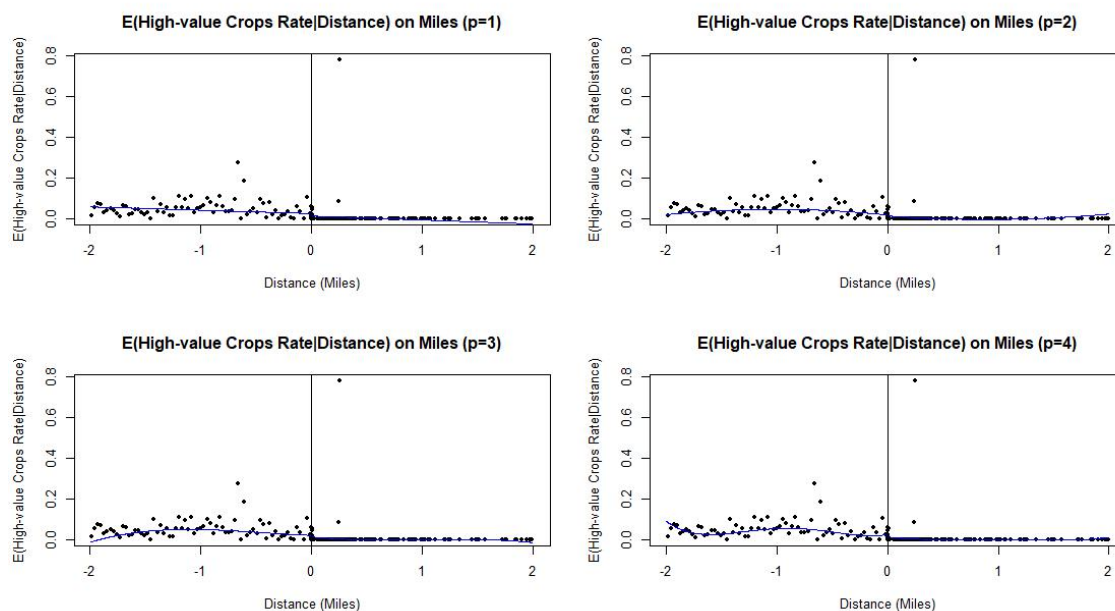 E(High-value Crops Rate|Distance) on Miles (p=1)
E(High-value Crops Rate|Distance)
0.8
0.6
0.4
0.2
0.0
-2 -1 0 1 2
Distance (Miles)
E(High-value Crops Rate|Distance) on Miles (p=2)
E(High-value Crops Rate|Distance)
0.8
0.6
0.4
0.2
0.0
-2 -1 0 1 2
Distance (Miles)
E(High-value Crops Rate|Distance) on Miles (p=3)
E(High-value Crops Rate|Distance)
0.8
0.6
0.4
0.2
0.0
-2 -1 0 1 2
Distance (Miles)
E(High-value Crops Rate|Distance) on Miles (p=4)
E(High-value Crops Rate|Distance)
0.8
0.6
0.4
0.2
0.0
-2 -1 0 1 2
Distance (Miles)